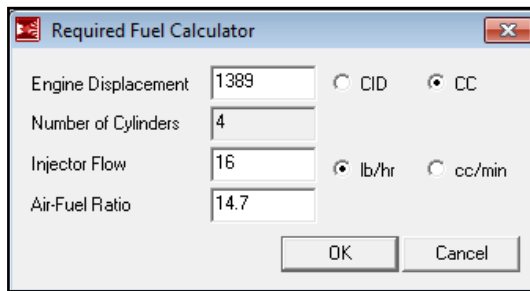 Required Fuel Calculator
Engine Displacement 1389 CID CC
Number of Cylinders 4
Injector Flow 16 lb/hr cc/min
Air-Fuel Ratio 14.7
OK Cancel